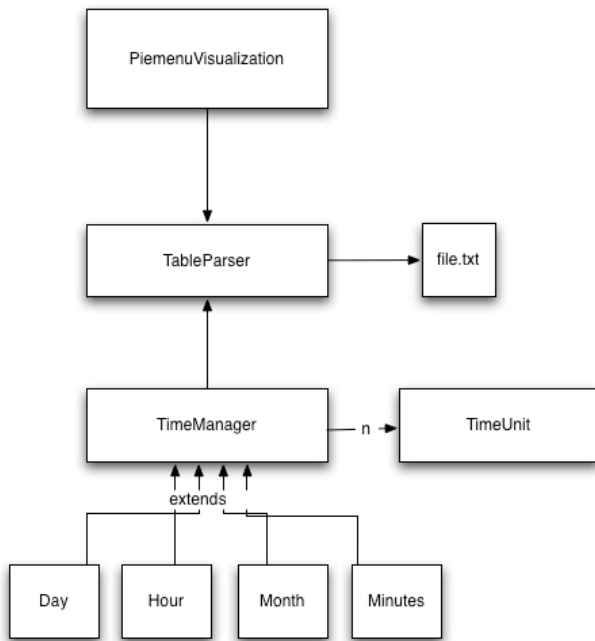 PiemenuVisualization
TableParser
file.txt
TimeManager
n
TimeUnit
extends
Day
Hour
Month
Minutes